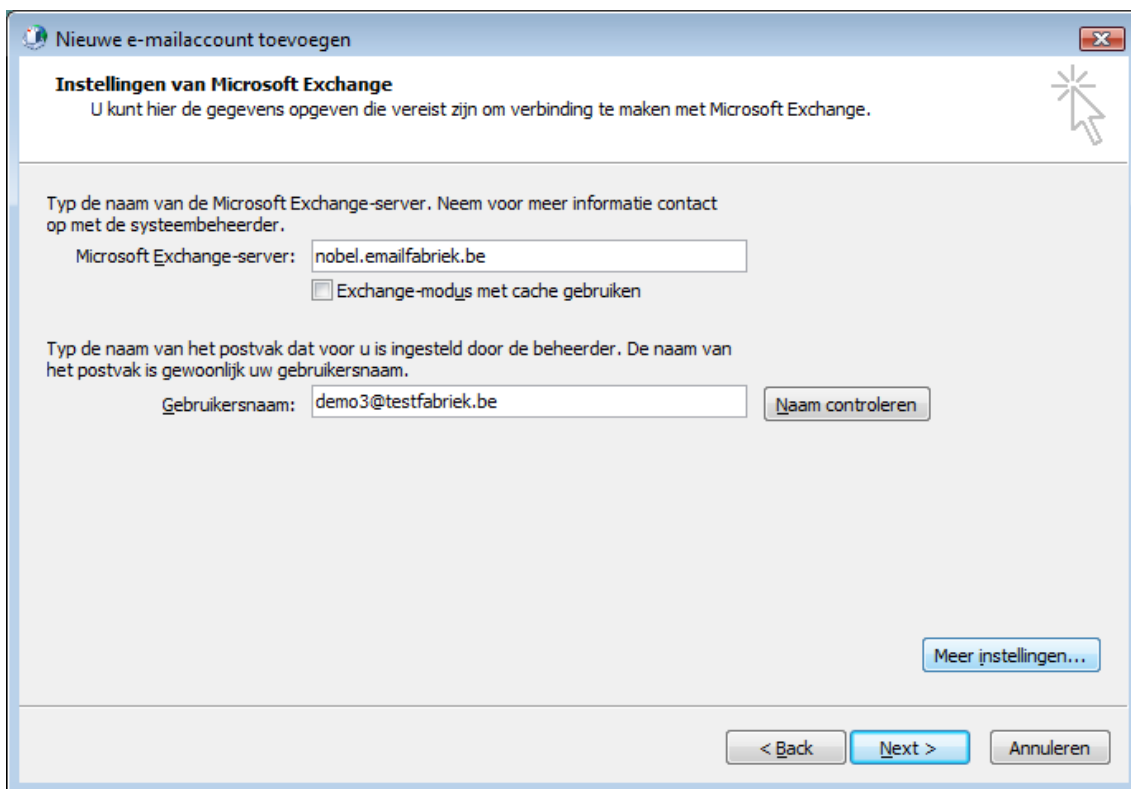 Nieuwe e-mailaccount toevoegen
Instellingen van Microsoft Exchange
U kunt hier de gegevens opgeven die vereist zijn om verbinding te maken met Microsoft Exchange.
Typ de naam van de Microsoft Exchange-server. Neem voor meer informatie contact
op met de systeembeheerder.
Microsoft Exchange-server: nobel.emailfabriek.be
Exchange-modus met cache gebruiken
Typ de naam van het postvak dat voor u is ingesteld door de beheerder. De naam van
het postvak is gewoonlijk uw gebruikersnaam.
Gebruikersnaam: demo3@testfabriek.be Naam controleren
Meer instellingen...
< Back Next > Annuleren